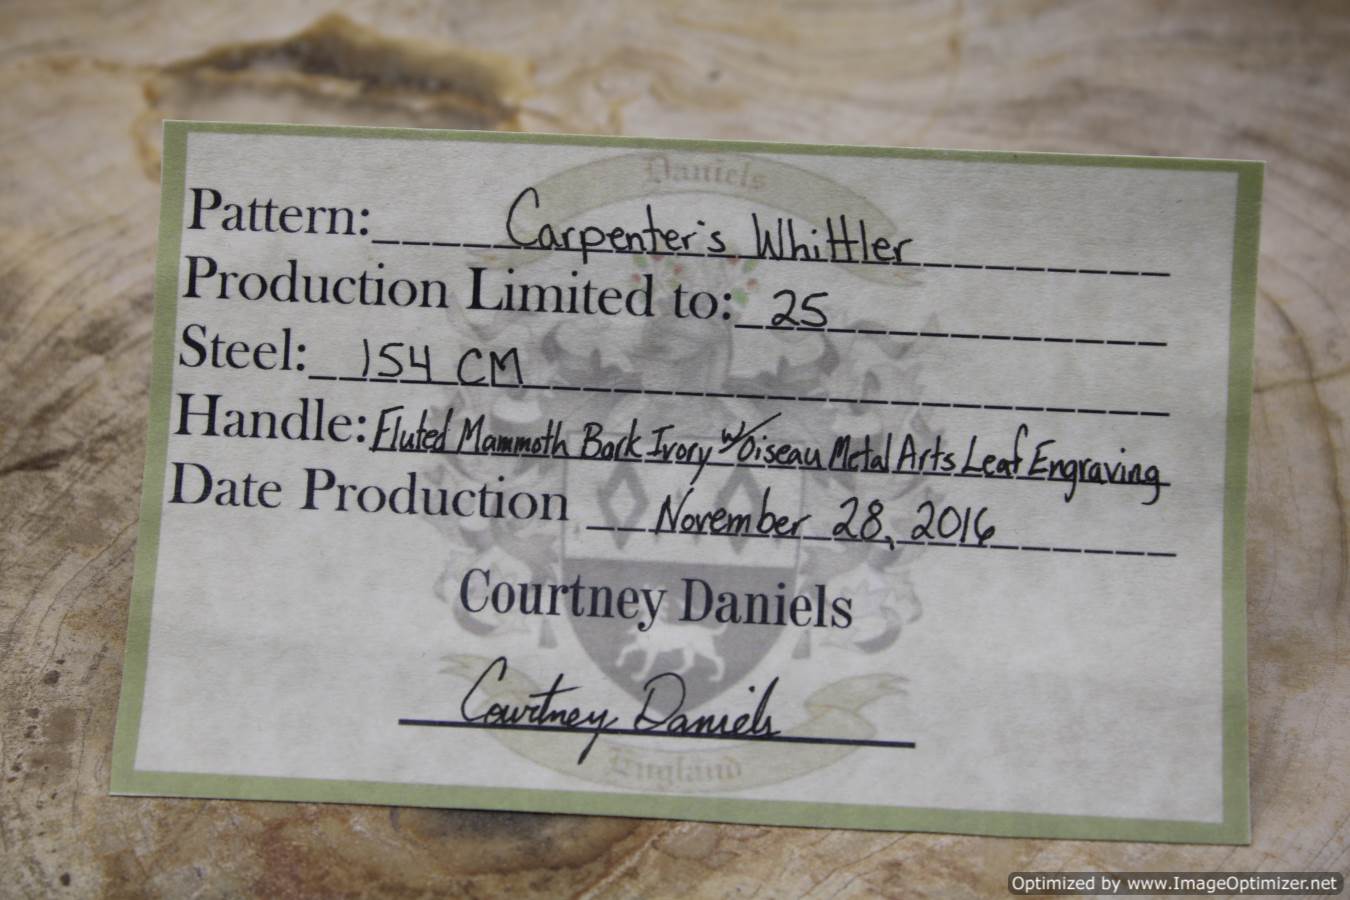 Daniels
Pattern: Carpenter's Whittler
Production Limited to: 25
Steel: 154 CM
Handle: Fluted Mammoth Bark Ivory w/ Oiseau Metal Arts Leaf Engraving
Date Production November 28, 2016
Courtney Daniels
Courtney Daniels
England
Optimized by www.ImageOptimizer.net